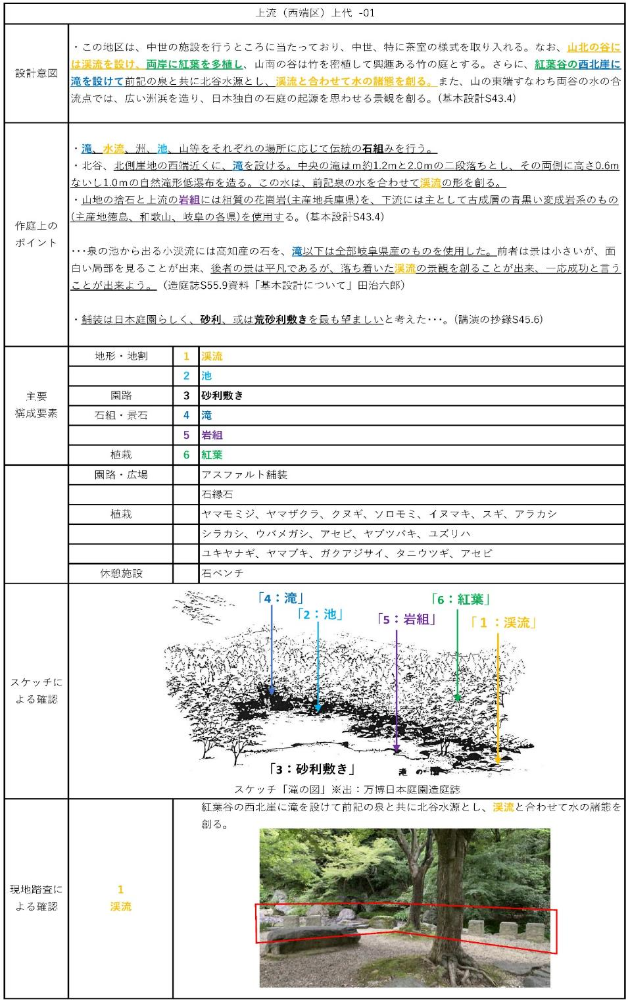 上流（西端区）上代 -01
設計意図
・この地区は、中世の施設を行うところに当たっており、中世、特に茶室の様式を取り入れる。なお、山北の谷に
は渓流を設け、両岸に紅葉を多植し、山南の谷は竹を密植して興趣ある竹の庭とする。さらに、紅葉谷の西北崖に
滝を設けて前記の泉と共に北谷水源とし、渓流と合わせて水の諸態を創る。また、山の東端すなわち両谷の水の合
流点では、広い洲浜を造り、日本独自の石庭の起源を思わせる景観を創る。(基本設計S43.4)
作庭上の
ポイント
・滝、水流、洲、池、山等をそれぞれの場所に応じて伝統の石組みを行う。
・北谷、北側崖地の西端近くに、滝を設ける。中央の滝はm約1.2mと2.0mの二段落ちとし、その両側に高さ0.6m
ないし1.0mの自然滝形低瀑布を造る。この水は、前記泉の水を合わせて渓流の形を創る。
・山地の捨石と上流の岩組には粗質の花崗岩(主産地兵庫県)を、下流には主として古成層の青黒い変成岩系のもの
(主産地徳島、和歌山、岐阜の各県)を使用する。(基本設計S43.4)
･･･泉の池から出る小渓流には高知産の石を、滝以下は全部岐阜県産のものを使用した。前者は景は小さいが、面
白い局部を見ることが出来、後者の景は平凡であるが、落ち着いた渓流の景観を創ることが出来、一応成功と言う
ことが出来よう。（造庭誌S55.9資料「基本設計について」田治六郎）
・舗装は日本庭園らしく、砂利、或は荒砂利敷きを最も望ましいと考えた･･･。(講演の抄録S45.6)
主要
構成要素
地形・地割 1 渓流
2 池
園路 3 砂利敷き
石組・景石 4 滝
5 岩組
植栽 6 紅葉
園路・広場 アスファルト舗装
石縁石
植栽 ヤマモミジ、ヤマザクラ、クヌギ、ソロモミ、イヌマキ、スギ、アラカシ
シラカシ、ウバメガシ、アセビ、ヤブツバキ、ユズリハ
ユキヤナギ、ヤマブキ、ガクアジサイ、タニウツギ、アセビ
休憩施設 石ベンチ
スケッチに
よる確認
「4：滝」
「2：池」
「5：岩組」
「6：紅葉」
「１：渓流」
「3：砂利敷き」
滝の図
スケッチ「滝の図」※出：万博日本庭園造庭誌
現地踏査に
よる確認
1
渓流
紅葉谷の西北崖に滝を設けて前記の泉と共に北谷水源とし、渓流と合わせて水の諸態を
創る。